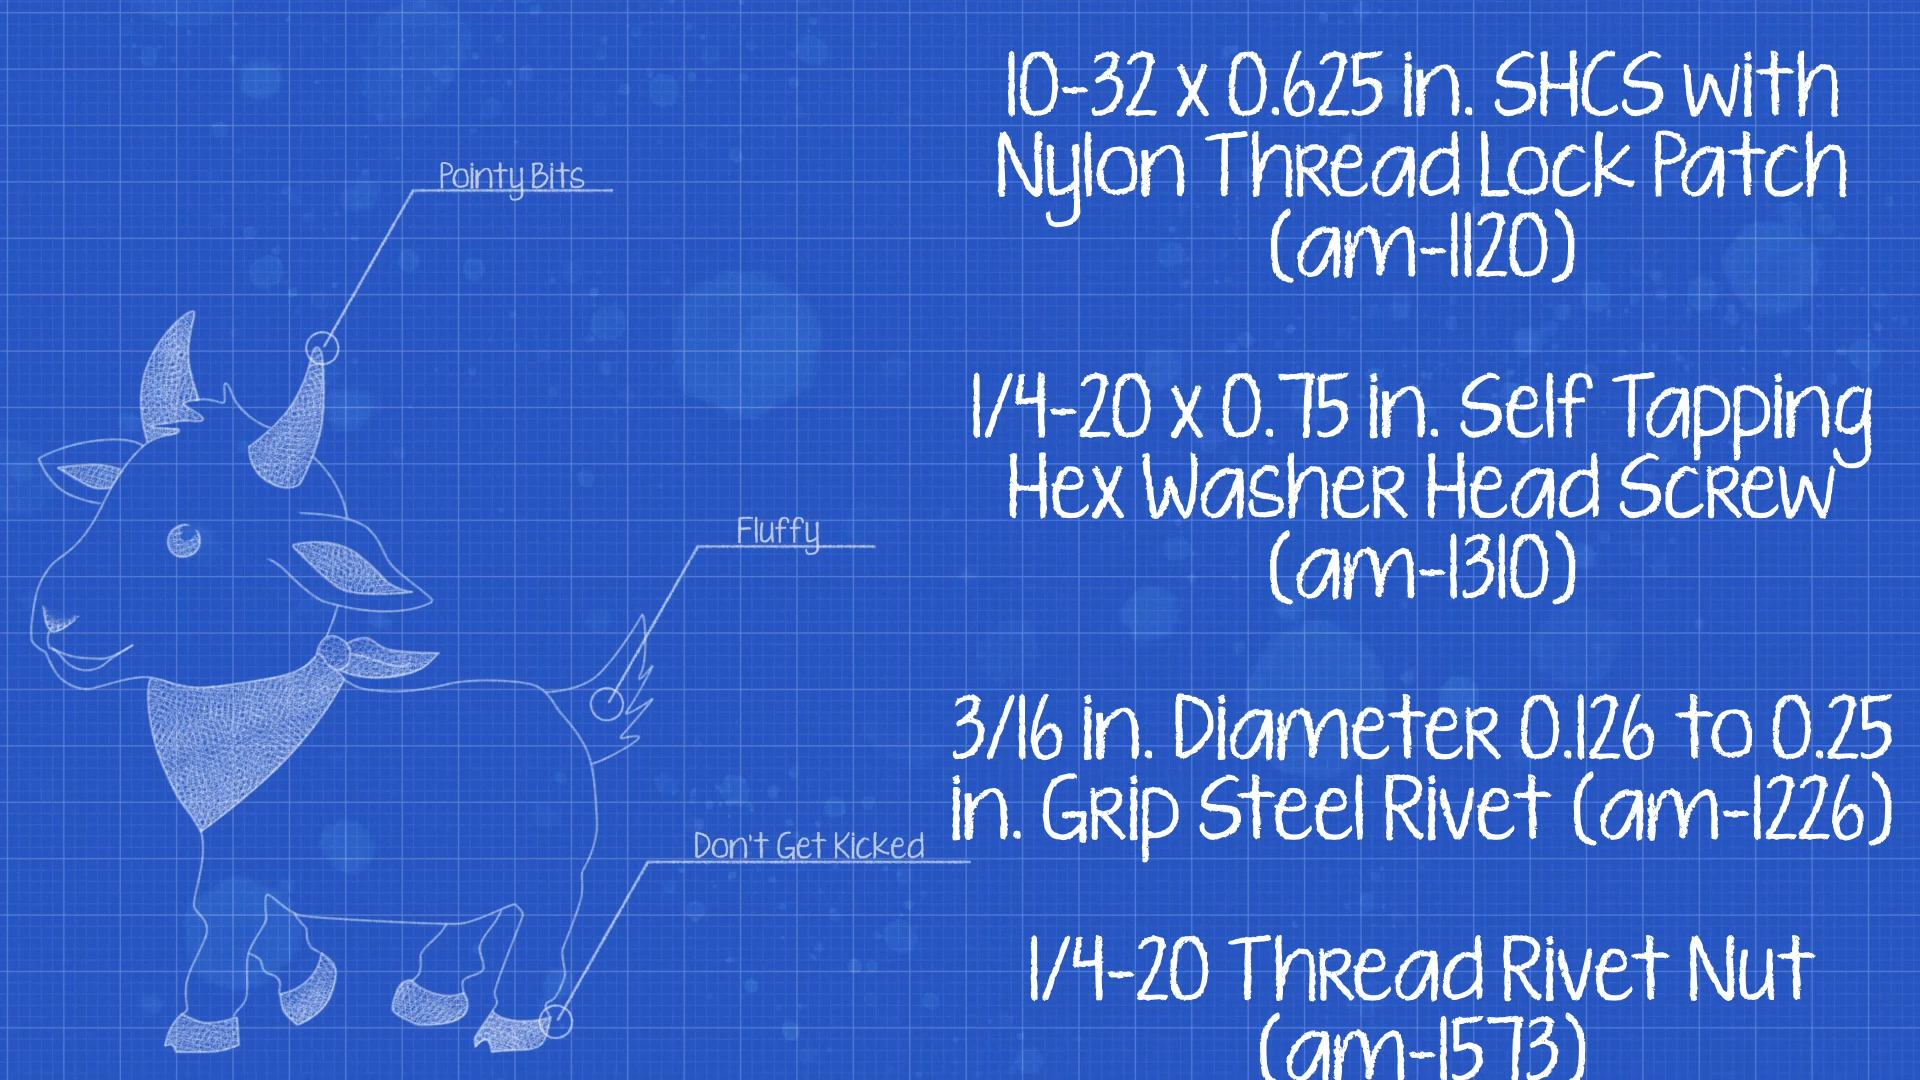 Pointy Bits
Fluffy
Don't Get Kicked
10-32 x 0.625 in. SHCS with
Nylon Thread Lock Patch
(am-1120)
1/4-20 x 0.75 in. Self Tapping
Hex Washer Head Screw
(am-1310)
3/16 in. Diameter 0.126 to 0.25
in. Grip Steel Rivet (am-1226)
1/4-20 Thread Rivet Nut
(am-1573)